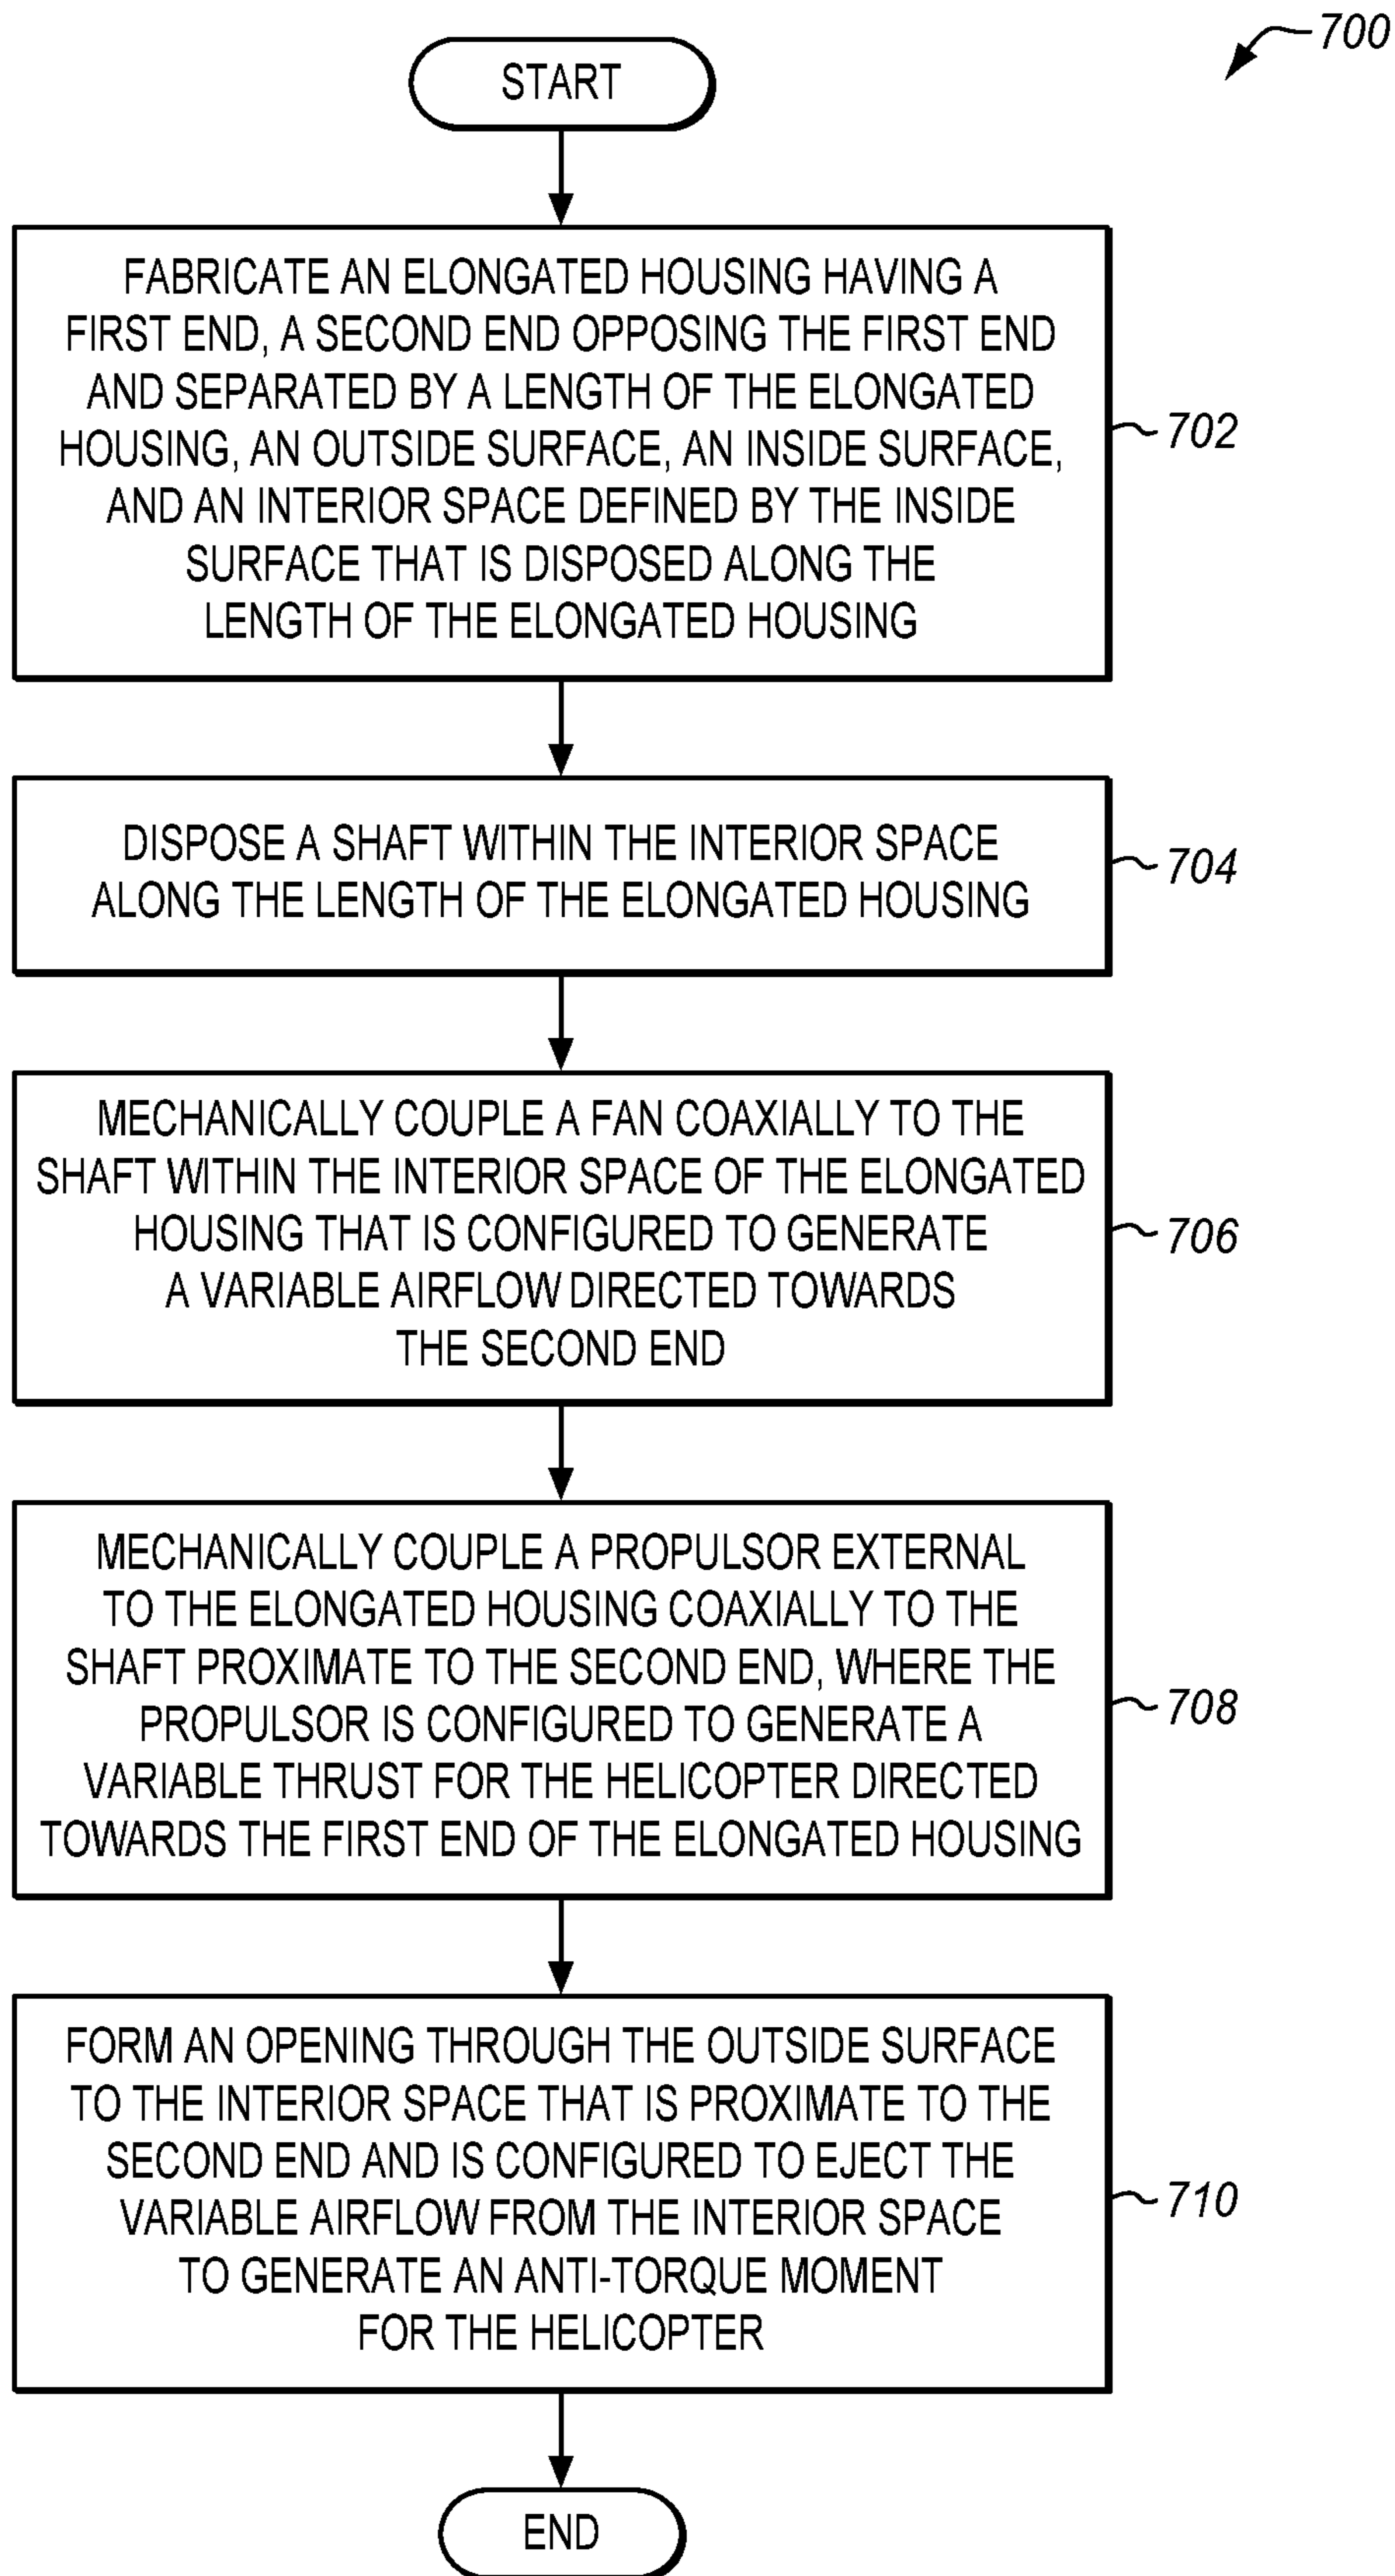 700
START
FABRICATE AN ELONGATED HOUSING HAVING A
FIRST END, A SECOND END OPPOSING THE FIRST END
AND SEPARATED BY A LENGTH OF THE ELONGATED
HOUSING, AN OUTSIDE SURFACE, AN INSIDE SURFACE,
AND AN INTERIOR SPACE DEFINED BY THE INSIDE
SURFACE THAT IS DISPOSED ALONG THE
LENGTH OF THE ELONGATED HOUSING
702
DISPOSE A SHAFT WITHIN THE INTERIOR SPACE
ALONG THE LENGTH OF THE ELONGATED HOUSING
704
MECHANICALLY COUPLE A FAN COAXIALLY TO THE
SHAFT WITHIN THE INTERIOR SPACE OF THE ELONGATED
HOUSING THAT IS CONFIGURED TO GENERATE
A VARIABLE AIRFLOW DIRECTED TOWARDS
THE SECOND END
706
MECHANICALLY COUPLE A PROPULSOR EXTERNAL
TO THE ELONGATED HOUSING COAXIALLY TO THE
SHAFT PROXIMATE TO THE SECOND END, WHERE THE
PROPULSOR IS CONFIGURED TO GENERATE A
VARIABLE THRUST FOR THE HELICOPTER DIRECTED
TOWARDS THE FIRST END OF THE ELONGATED HOUSING
708
FORM AN OPENING THROUGH THE OUTSIDE SURFACE
TO THE INTERIOR SPACE THAT IS PROXIMATE TO THE
SECOND END AND IS CONFIGURED TO EJECT THE
VARIABLE AIRFLOW FROM THE INTERIOR SPACE
TO GENERATE AN ANTI-TORQUE MOMENT
FOR THE HELICOPTER
710
END